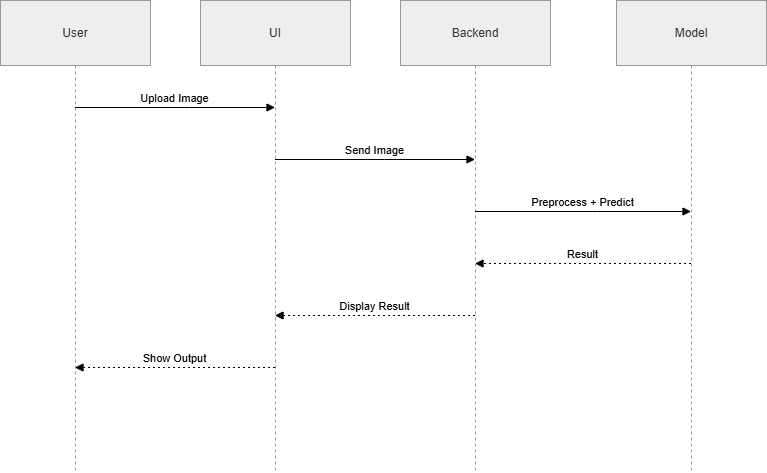 User
UI
Backend
Model
Upload Image
Send Image
Preprocess + Predict
Result
Display Result
Show Output